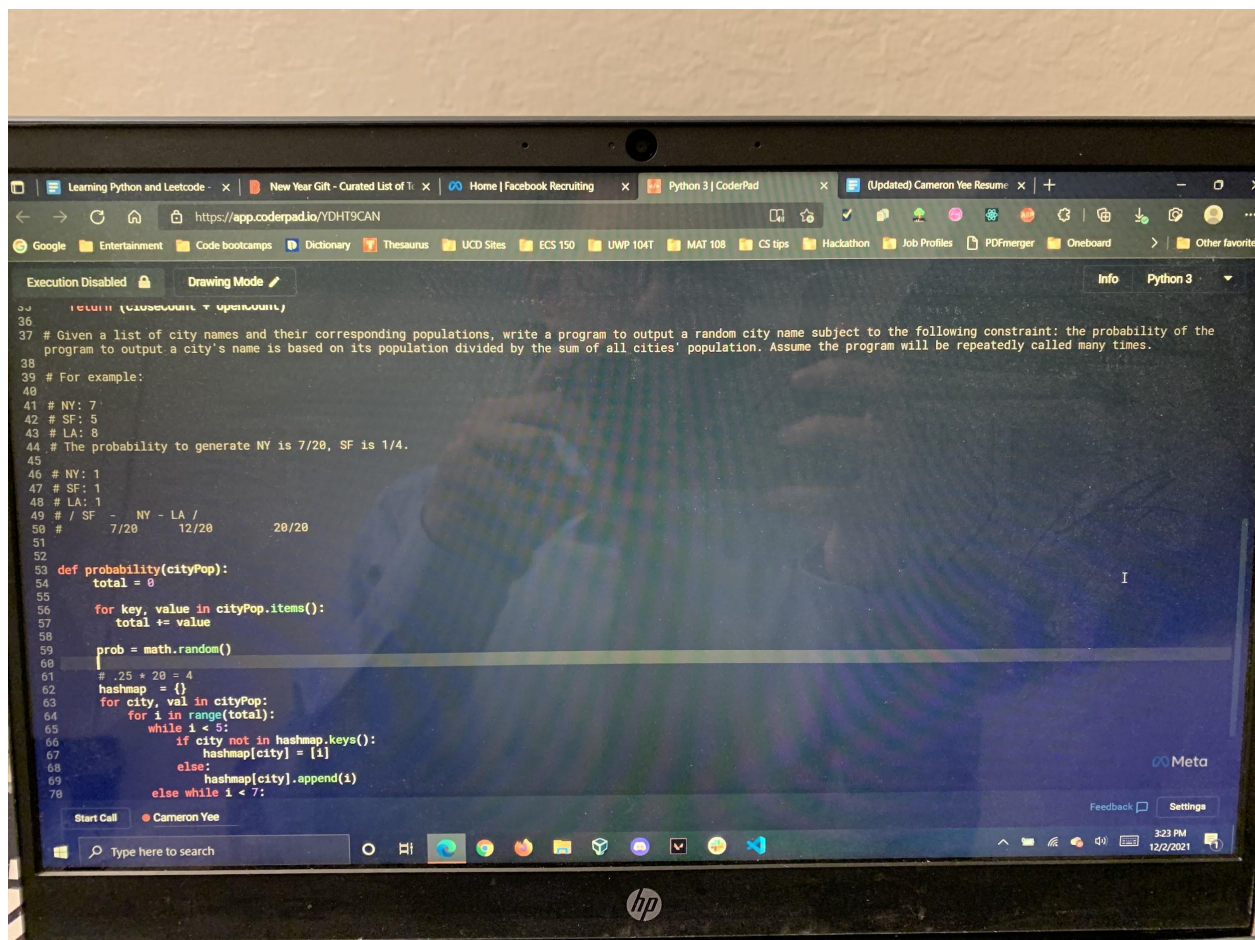 Learning Python and Leetcode -
New Year Gift - Curated List of To
Home | Facebook Recruiting
Python 3 | CoderPad
(Updated) Cameron Yee Resume
https://app.coderpad.io/YDHT9CAN
Google Entertainment Code bootcamps Dictionary Thesaurus UCD Sites ECS 150 UWP 104T MAT 108 CS tips Hackathon Job Profiles PDFmerger Oneboard Other favorite
Execution Disabled Drawing Mode Info Python 3
35 return (closecount + opencount)
36
37 # Given a list of city names and their corresponding populations, write a program to output a random city name subject to the following constraint: the probability of the
program to output a city's name is based on its population divided by the sum of all cities' population. Assume the program will be repeatedly called many times.
38
39 # For example:
40
41 # NY: 7
42 # SF: 5
43 # LA: 8
44 # The probability to generate NY is 7/20, SF is 1/4.
45
46 # NY: 1
47 # SF: 1
48 # LA: 1
49 # / SF - NY - LA /
50 # 7/20 12/20 20/20
51
52
53 def probability(cityPop):
54 total = 0
55
56 for key, value in cityPop.items():
57 total += value
58
59 prob = math.random()
60
61 # .25 * 20 = 4
62 hashmap = {}
63 for city, val in cityPop:
64 for i in range(total):
65 while i < 5:
66 if city not in hashmap.keys():
67 hashmap[city] = [i]
68 else:
69 hashmap[city].append(i)
70 else while i < 7:
Meta
Feedback Settings
Start Call Cameron Yee
Type here to search
3:23 PM
12/2/2021
1
hp